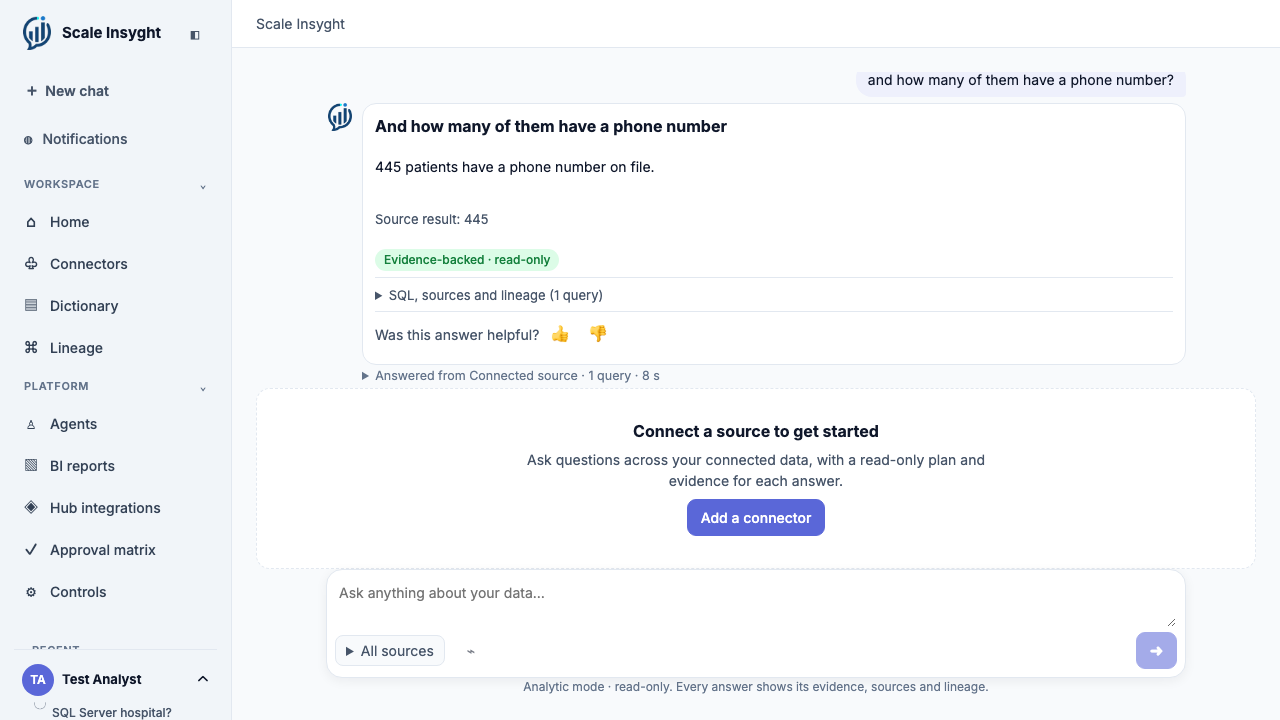 Scale Insyght
Scale Insyght
+ New chat
Notifications
WORKSPACE
Home
Connectors
Dictionary
Lineage
PLATFORM
Agents
BI reports
Hub integrations
Approval matrix
Controls
RECENT
TA
Test Analyst
SQL Server hospital?
and how many of them have a phone number?
And how many of them have a phone number
445 patients have a phone number on file.
Source result: 445
Evidence-backed · read-only
SQL, sources and lineage (1 query)
Was this answer helpful?
Answered from Connected source · 1 query · 8 s
Connect a source to get started
Ask questions across your connected data, with a read-only plan and
evidence for each answer.
Add a connector
Ask anything about your data...
All sources
Analytic mode · read-only. Every answer shows its evidence, sources and lineage.